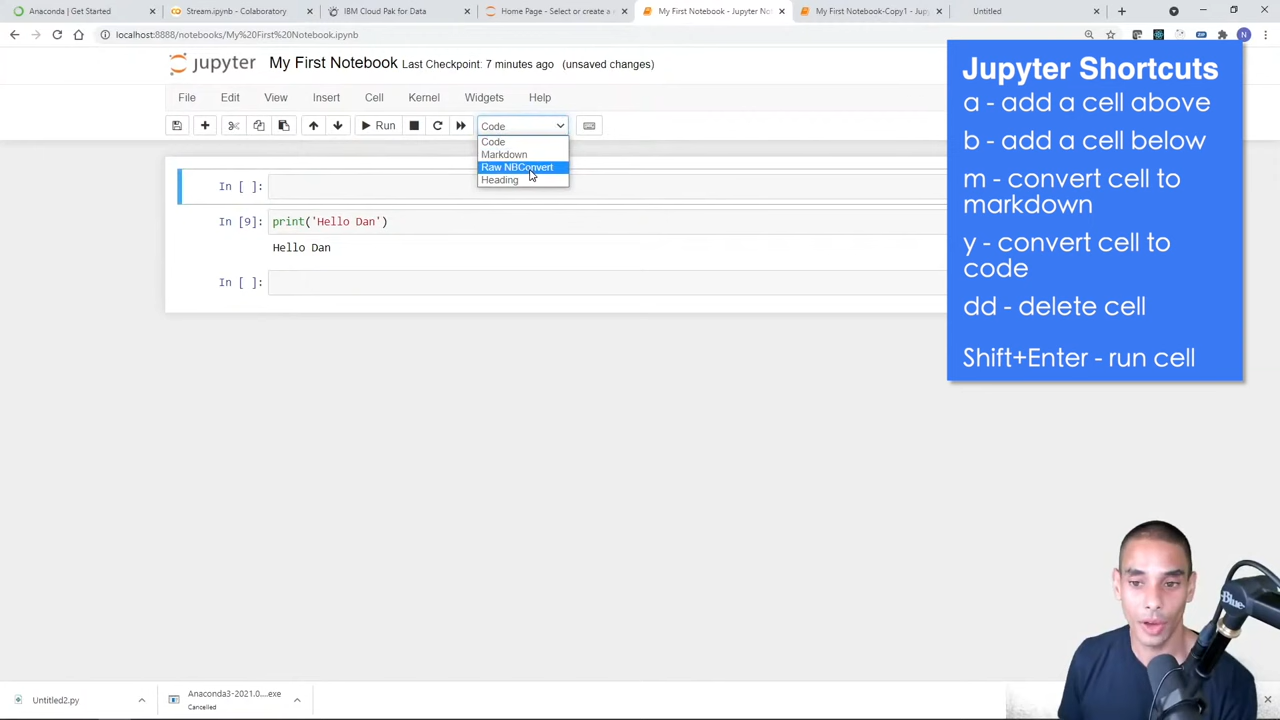 Anaconda | Get Started
Stream.ipynb - Colaboratory
IBM Cloud Pak for Data
Home Page - Select or create a n
My First Notebook - Jupyter Note
My First Notebook-Copy1 - Jupyt
Untitled
localhost:8888/notebooks/My%20First%20Notebook.ipynb
N
jupyter
My First Notebook
Last Checkpoint: 7 minutes ago (unsaved changes)
File
Edit
View
Insert
Cell
Kernel
Widgets
Help
Run
Code
Code
Markdown
Raw NBConvert
Heading
In [ ]:
In [9]: print('Hello Dan')
Hello Dan
In [ ]:
Jupyter Shortcuts
a - add a cell above
b - add a cell below
m - convert cell to
markdown
y - convert cell to
code
dd - delete cell
Shift+Enter - run cell
Blue
Untitled2.py
Anaconda3-2021.0....exe
Cancelled